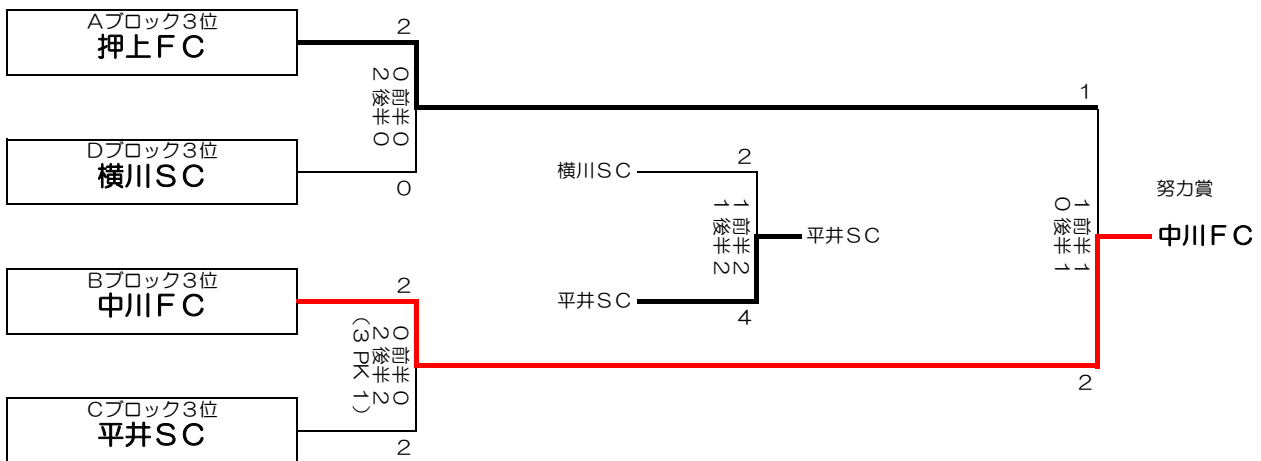 Aブロック3位
押上FC
2
0 前半 0
2 後半 0
Dブロック3位
横川SC
0
Bブロック3位
中川FC
2
0 前半 0
2 後半 2
(3 PK 1)
Cブロック3位
平井SC
2
横川SC
2
1 前半 2
1 後半 2
平井SC
平井SC
4
1
1 前半 1
0 後半 1
2
努力賞
中川FC